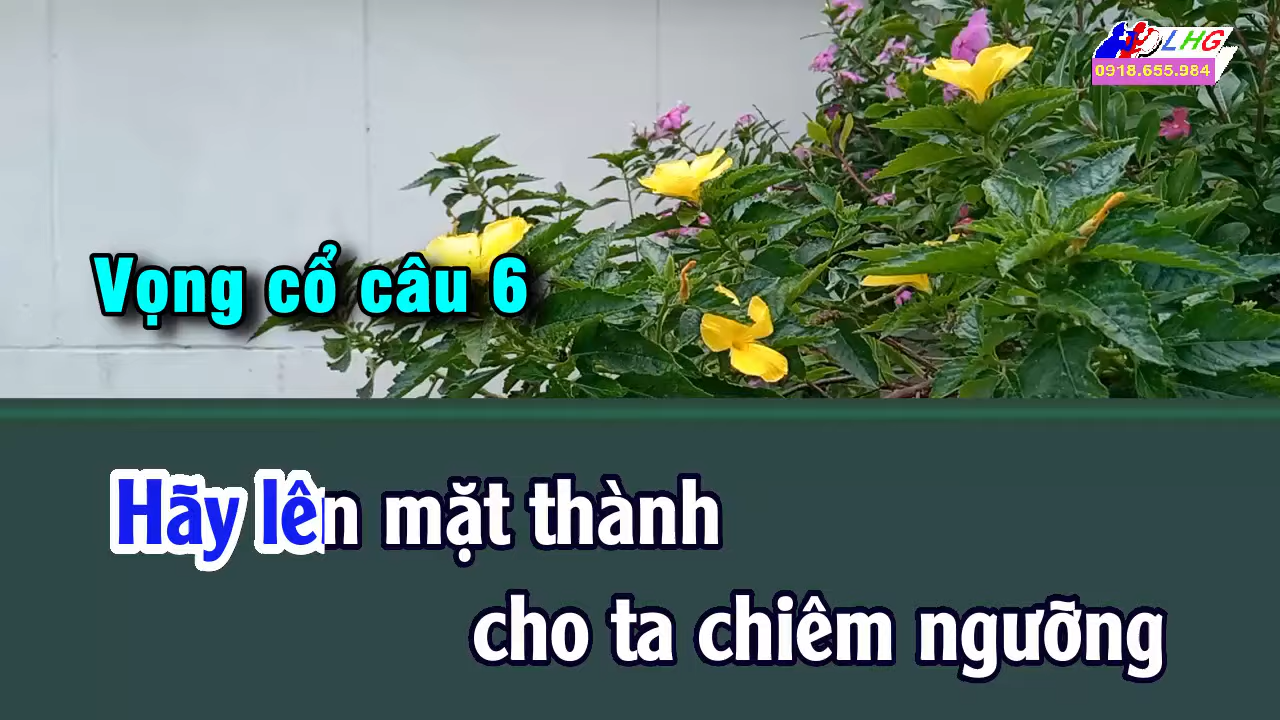 LHG
0918.655.984
Vọng cổ câu 6
Hãy lên mặt thành
cho ta chiêm ngưỡng